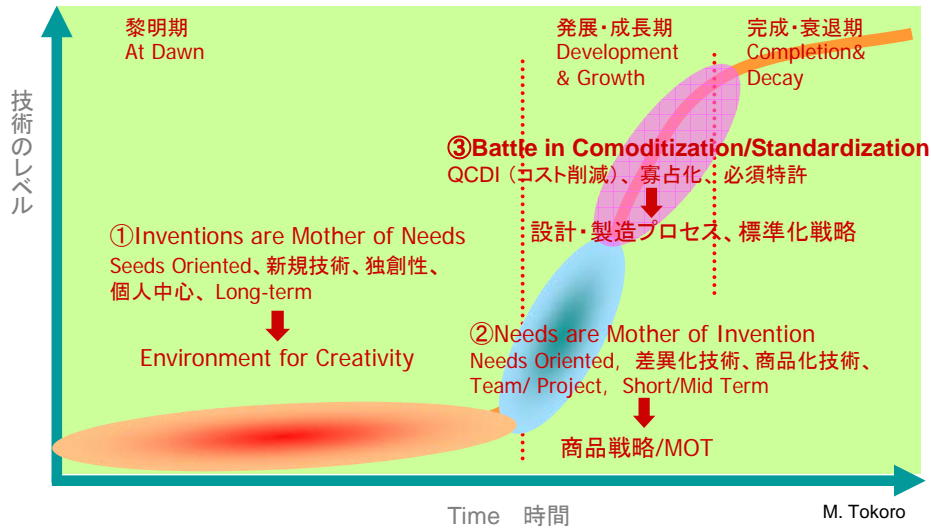 黎明期
At Dawn
発展・成長期
Development
& Growth
完成・衰退期
Completion&
Decay
技術のレベル
③Battle in Comoditization/Standardization
QCDI（コスト削減）、寡占化、必須特許
設計・製造プロセス、標準化戦略
①Inventions are Mother of Needs
Seeds Oriented、新規技術、独創性、
個人中心、Long-term
Environment for Creativity
②Needs are Mother of Invention
Needs Oriented, 差異化技術、商品化技術、
Team/ Project, Short/Mid Term
商品戦略/MOT
Time 時間
M. Tokoro